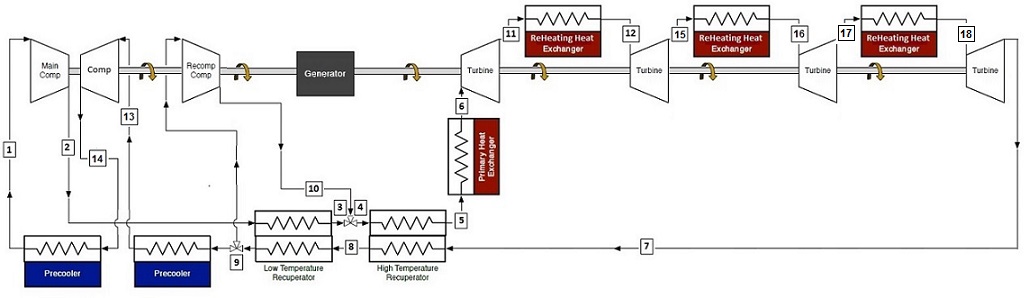 11
ReHeating Heat
Exchanger
12
15
ReHeating Heat
Exchanger
16
17
ReHeating Heat
Exchanger
18
Main
Comp
Comp
Recomp
Comp
Generator
Turbine
Turbine
Turbine
Turbine
6
13
1
2
14
Primary Heat
Exchanger
10
3
4
5
7
8
9
Precooler
Precooler
Low Temperature
Recuperator
High Temperature
Recuperator